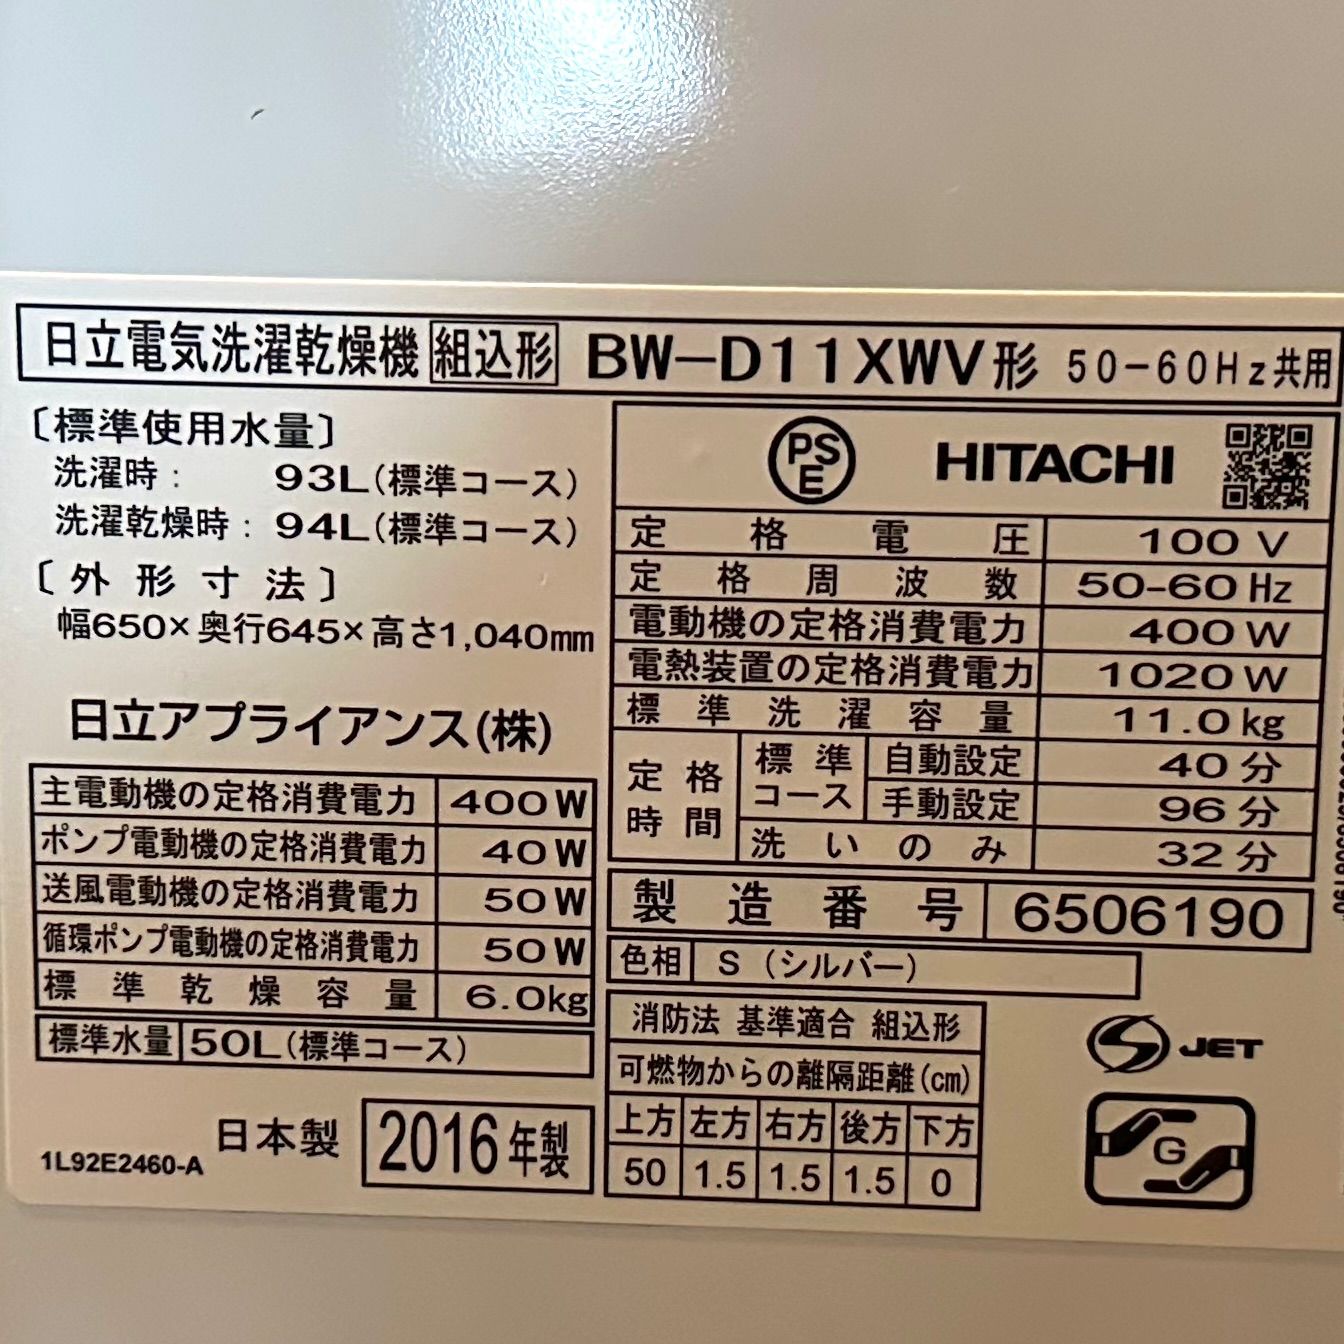 日立電気洗濯乾燥機 組込形 BW-D11XWV形 50-60Hz共用
〔標準使用水量〕
洗濯時： 93L(標準コース)
洗濯乾燥時： 94L(標準コース)
〔外形寸法〕
幅650×奥行645×高さ1,040mm
日立アプライアンス(株)
主電動機の定格消費電力 400W
ポンプ電動機の定格消費電力 40W
送風電動機の定格消費電力 50W
循環ポンプ電動機の定格消費電力 50W
標準乾燥容量 6.0kg
標準水量 50L(標準コース)
日本製 2016年製
1L92E2460-A
PSE HITACHI
定格電圧 100V
定格周波数 50-60Hz
電動機の定格消費電力 400W
電熱装置の定格消費電力 1020W
標準洗濯容量 11.0kg
定格時間 標準コース 自動設定 40分
手動設定 96分
洗いのみ 32分
製造番号 6506190
色相 S（シルバー）
消防法 基準適合 組込形
可燃物からの離隔距離(cm)
上方 左方 右方 後方 下方
50 1.5 1.5 1.5 0
S JET
G